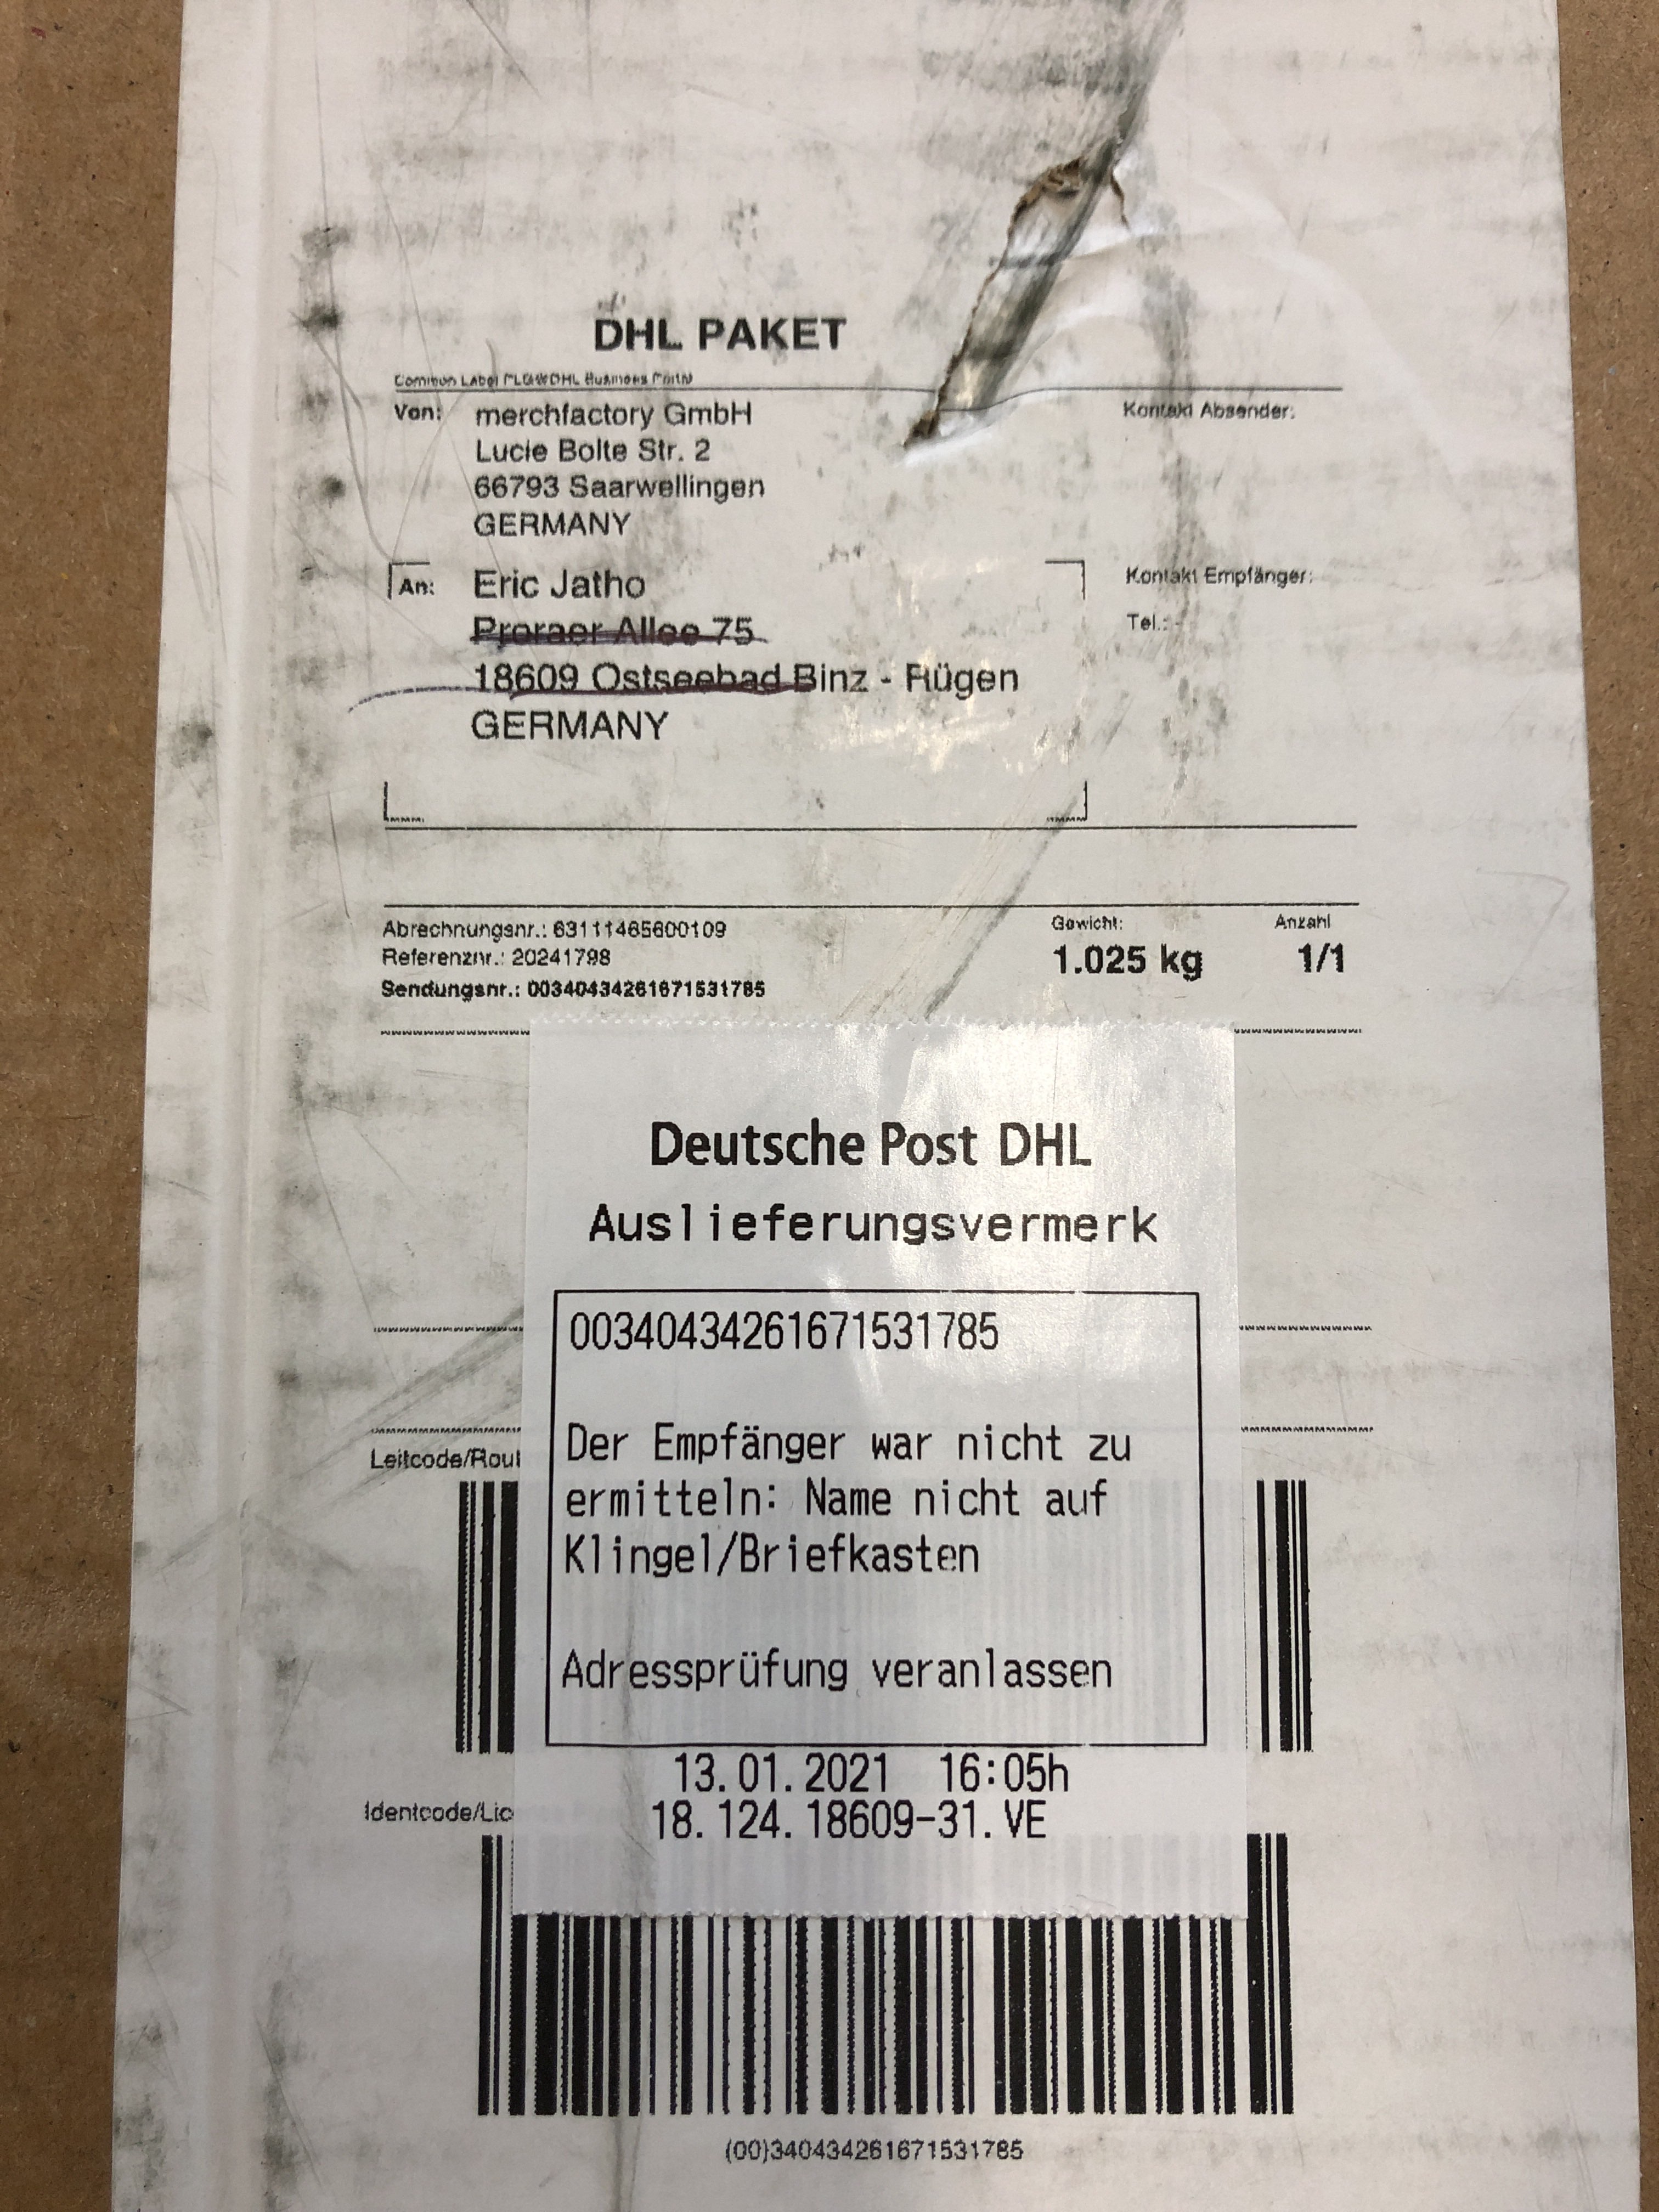 DHL PAKET
Von: merchfactory GmbH
Kontakt Absender:
Lucie Bolte Str. 2
66793 Saarwellingen
GERMANY
An: Eric Jatho
Kontakt Empfänger:
Proraer Allee 75
Tel.: -
18609 Ostseebad Binz - Rügen
GERMANY
Abrechnungsnr.: 63111465600109
Gewicht: Anzahl
Referenznr.: 20241798
1.025 kg 1/1
Sendungsnr.: 00340434261671531785
Deutsche Post DHL
Auslieferungsvermerk
00340434261671531785
Der Empfänger war nicht zu
ermitteln: Name nicht auf
Klingel/Briefkasten
Leitcode/Rout
Adressprüfung veranlassen
13.01.2021 16:05h
18.124.18609-31.VE
Identcode/Lic
(00)340434261671531785